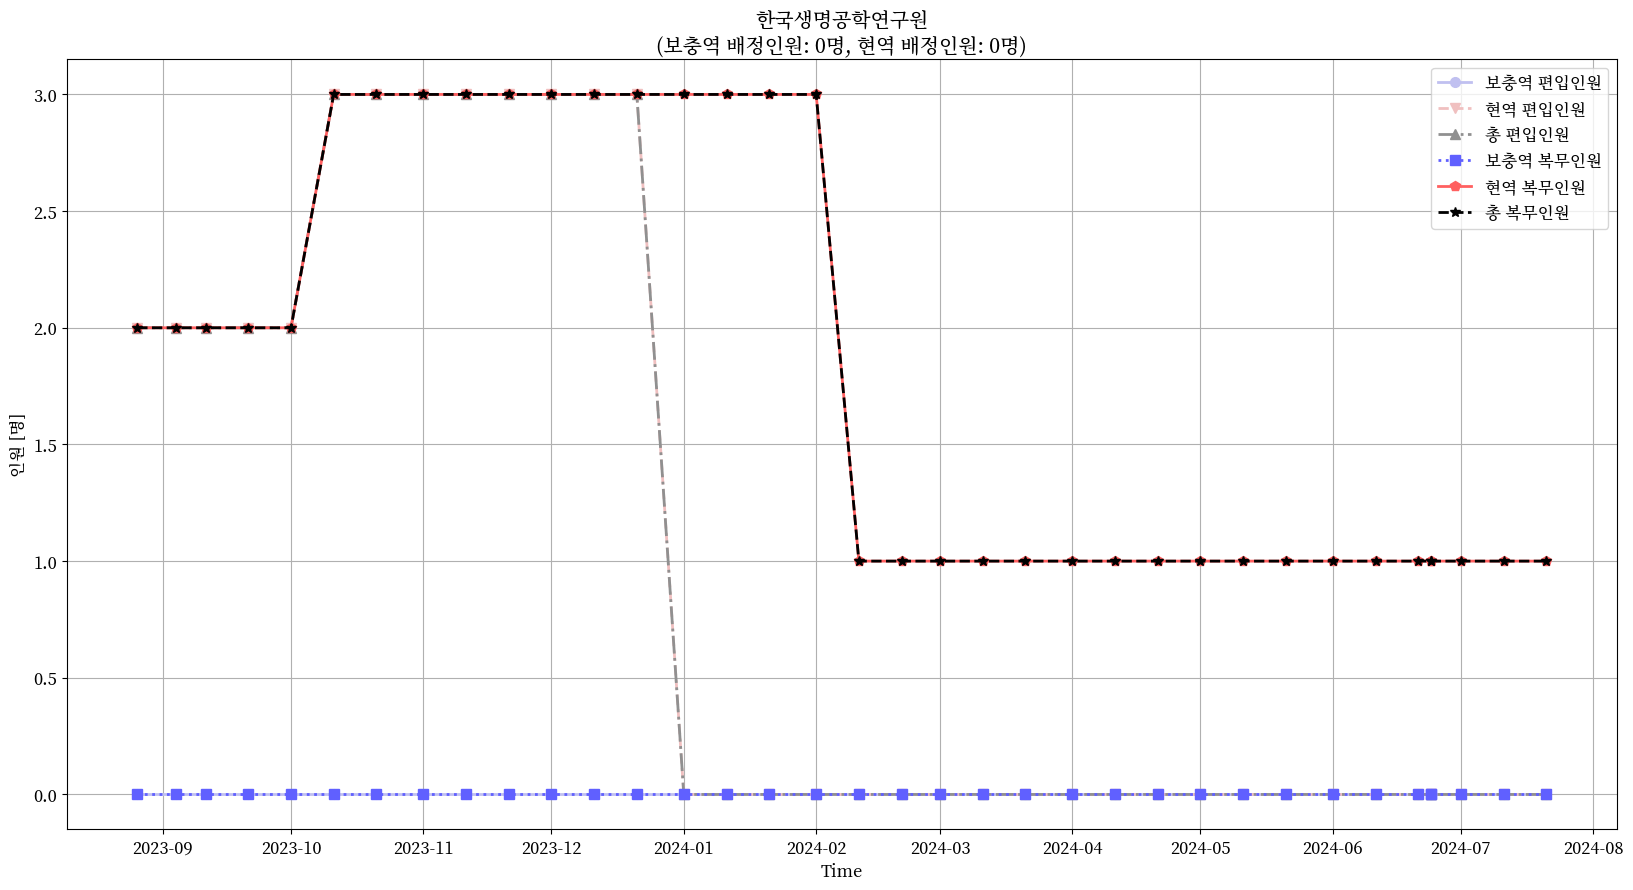 한국생명공학연구원
(보충역 배정인원: 0명, 현역 배정인원: 0명)
보충역 편입인원
현역 편입인원
총 편입인원
보충역 복무인원
현역 복무인원
총 복무인원
인원 [명]
3.0
2.5
2.0
1.5
1.0
0.5
0.0
2023-09 2023-10 2023-11 2023-12 2024-01 2024-02 2024-03 2024-04 2024-05 2024-06 2024-07 2024-08
Time